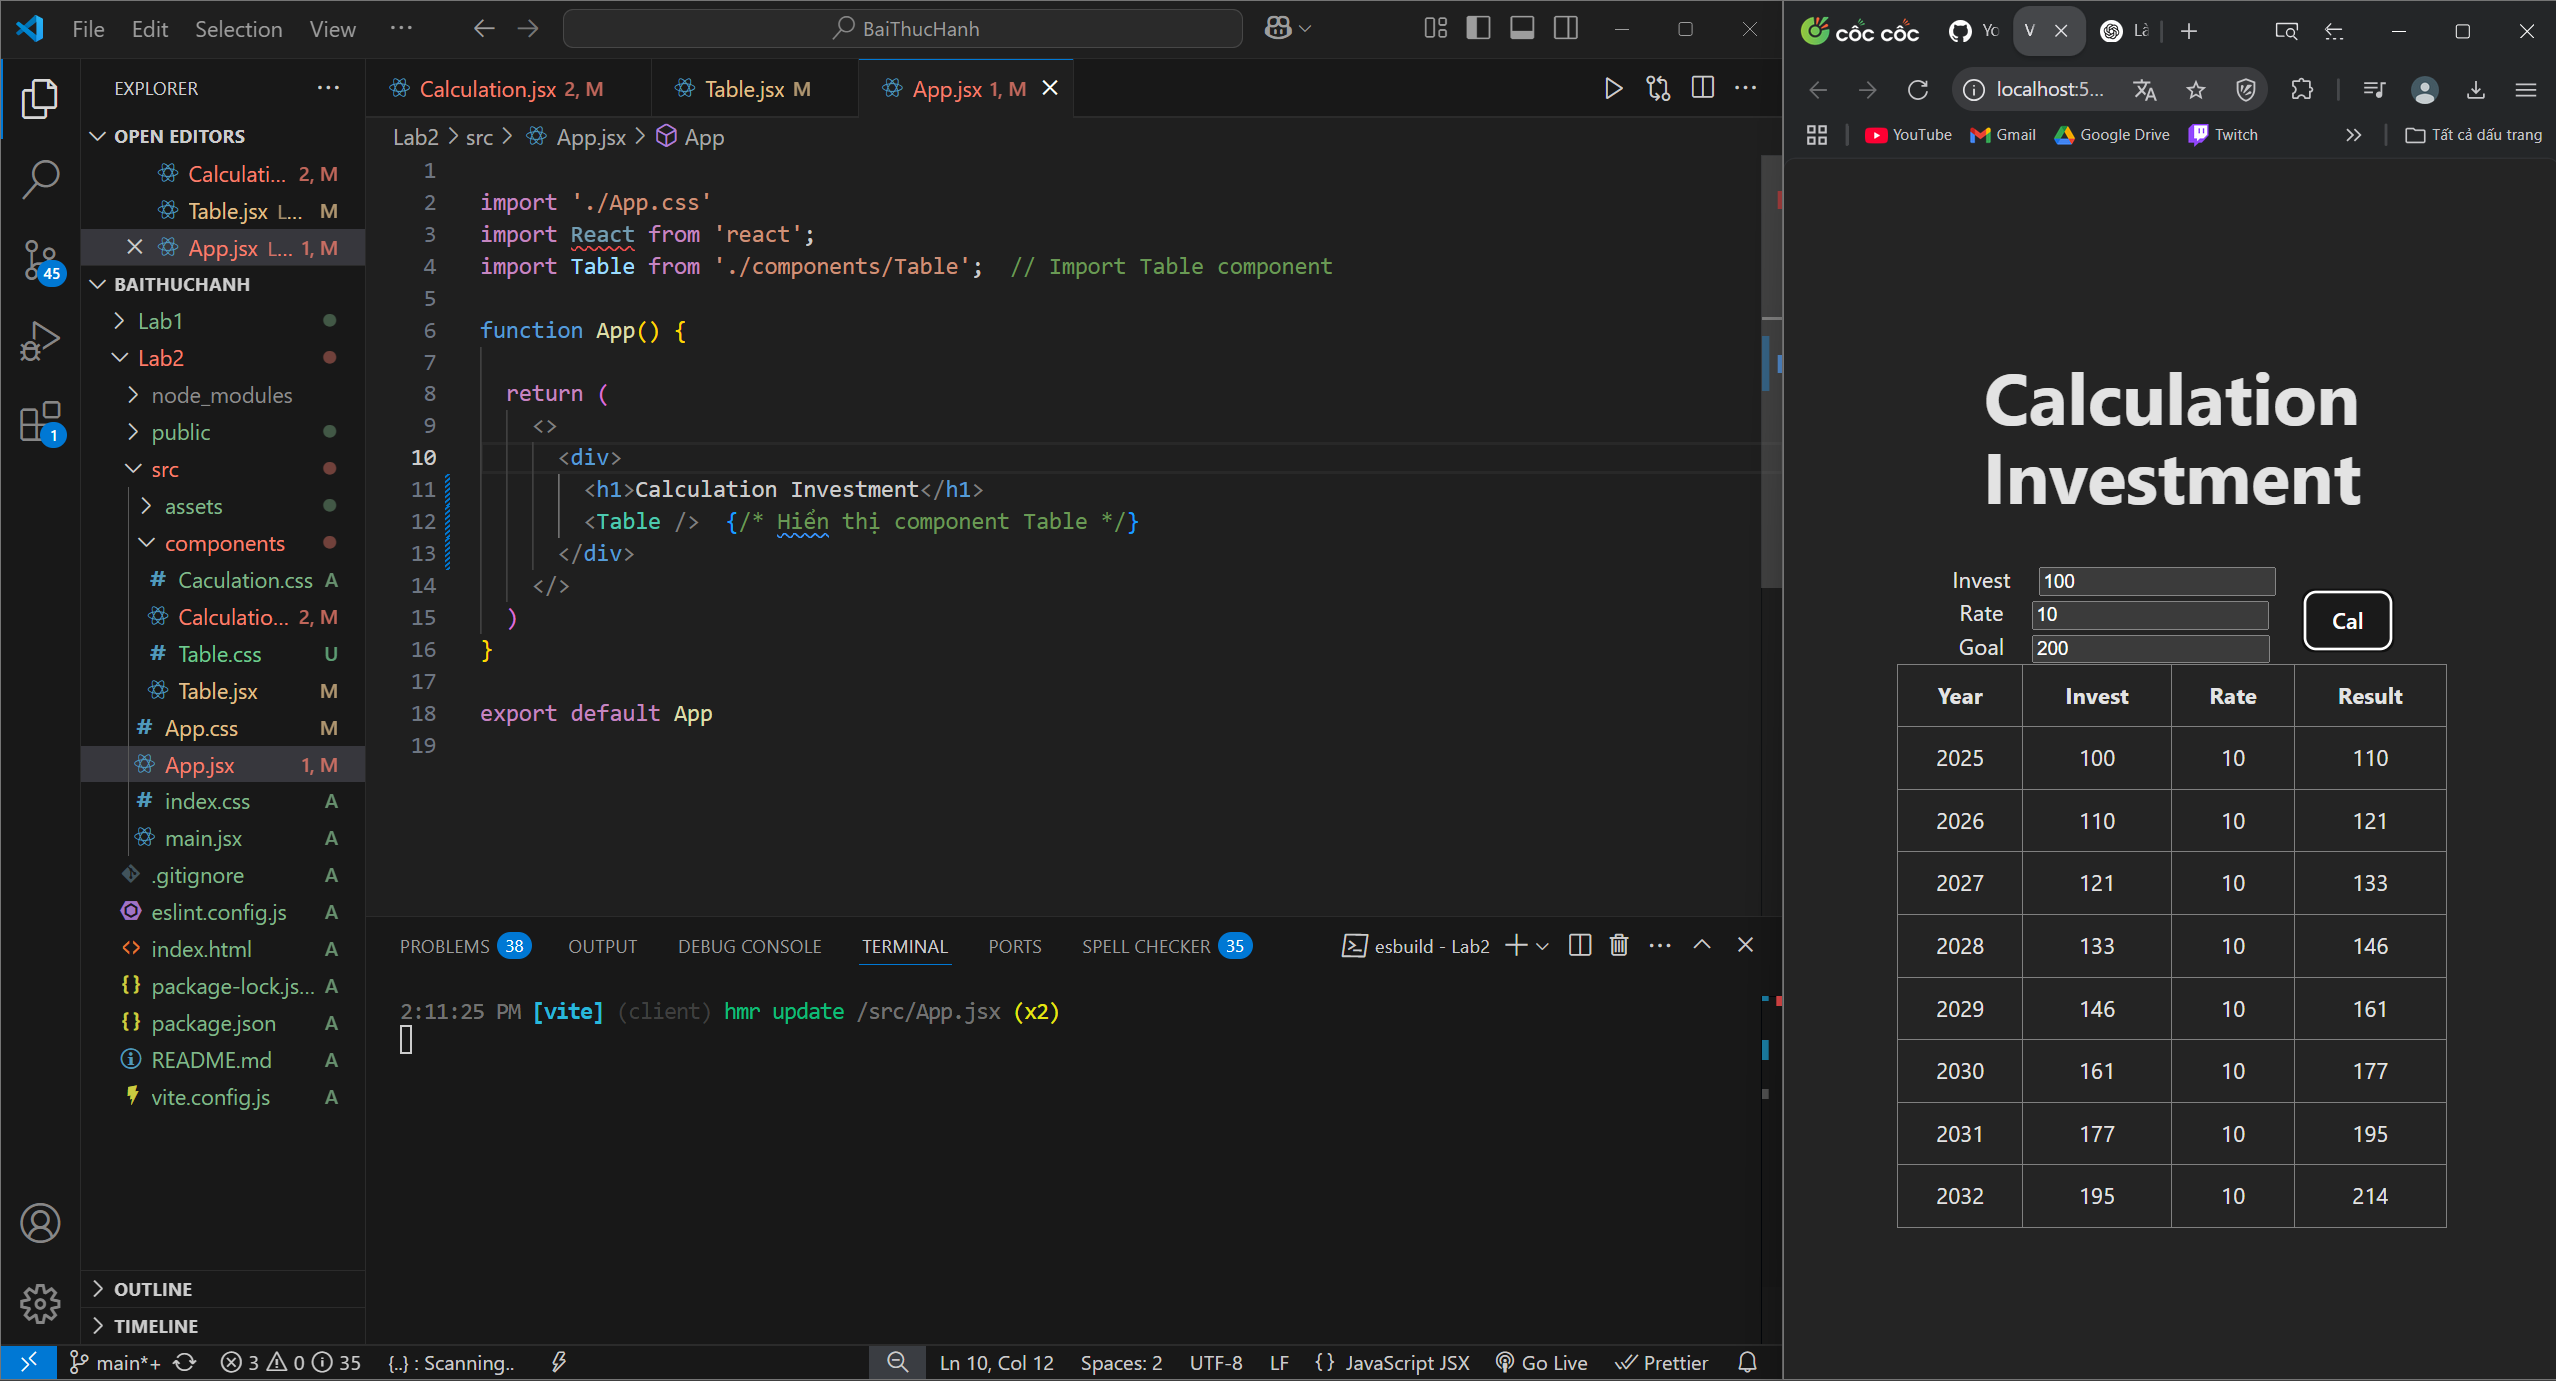 File Edit Selection View ··· BaiThucHanh
EXPLORER ···
OPEN EDITORS
Calculati... 2, M
Table.jsx L... M
App.jsx L... 1, M
BAITHUCHANH
Lab1
Lab2
node_modules
public
src
assets
components
Caculation.css A
Calculatio... 2, M
Table.css U
Table.jsx M
App.css M
App.jsx 1, M
index.css A
main.jsx A
.gitignore A
eslint.config.js A
index.html A
package-lock.js... A
package.json A
README.md A
vite.config.js A
OUTLINE
TIMELINE
45
1
Calculation.jsx 2, M Table.jsx M App.jsx 1, M
Lab2 > src > App.jsx > App
1
2 import './App.css'
3 import React from 'react';
4 import Table from './components/Table';  // Import Table component
5
6 function App() {
7
8 return (
9 <>
10 <div>
11 <h1>Calculation Investment</h1>
12 <Table />  {/* Hiển thị component Table */}
13 </div>
14 </>
15 )
16 }
17
18 export default App
19
PROBLEMS 38 OUTPUT DEBUG CONSOLE TERMINAL PORTS SPELL CHECKER 35 esbuild - Lab2
2:11:25 PM [vite] (client) hmr update /src/App.jsx (x2)
main*+ 3 0 35 {..} : Scanning.. Ln 10, Col 12 Spaces: 2 UTF-8 LF {} JavaScript JSX Go Live Prettier
CỐC CỐC Yo V Là
localhost:5...
YouTube Gmail Google Drive Twitch Tất cả dấu trang
Calculation
Investment
Invest 100
Rate 10
Goal 200
Cal
Year Invest Rate Result
2025 100 10 110
2026 110 10 121
2027 121 10 133
2028 133 10 146
2029 146 10 161
2030 161 10 177
2031 177 10 195
2032 195 10 214